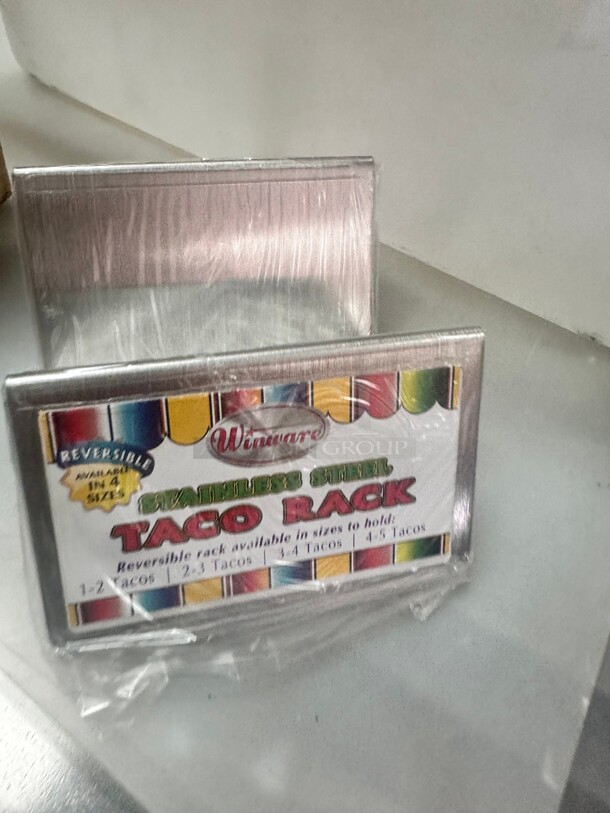 Winware
GROUP
REVERSIBLE
AVAILABLE
IN 4
SIZES
STAINLESS STEEL
TACO RACK
Reversible rack available in sizes to hold:
1-2 Tacos | 2-3 Tacos | 3-4 Tacos | 4-5 Tacos